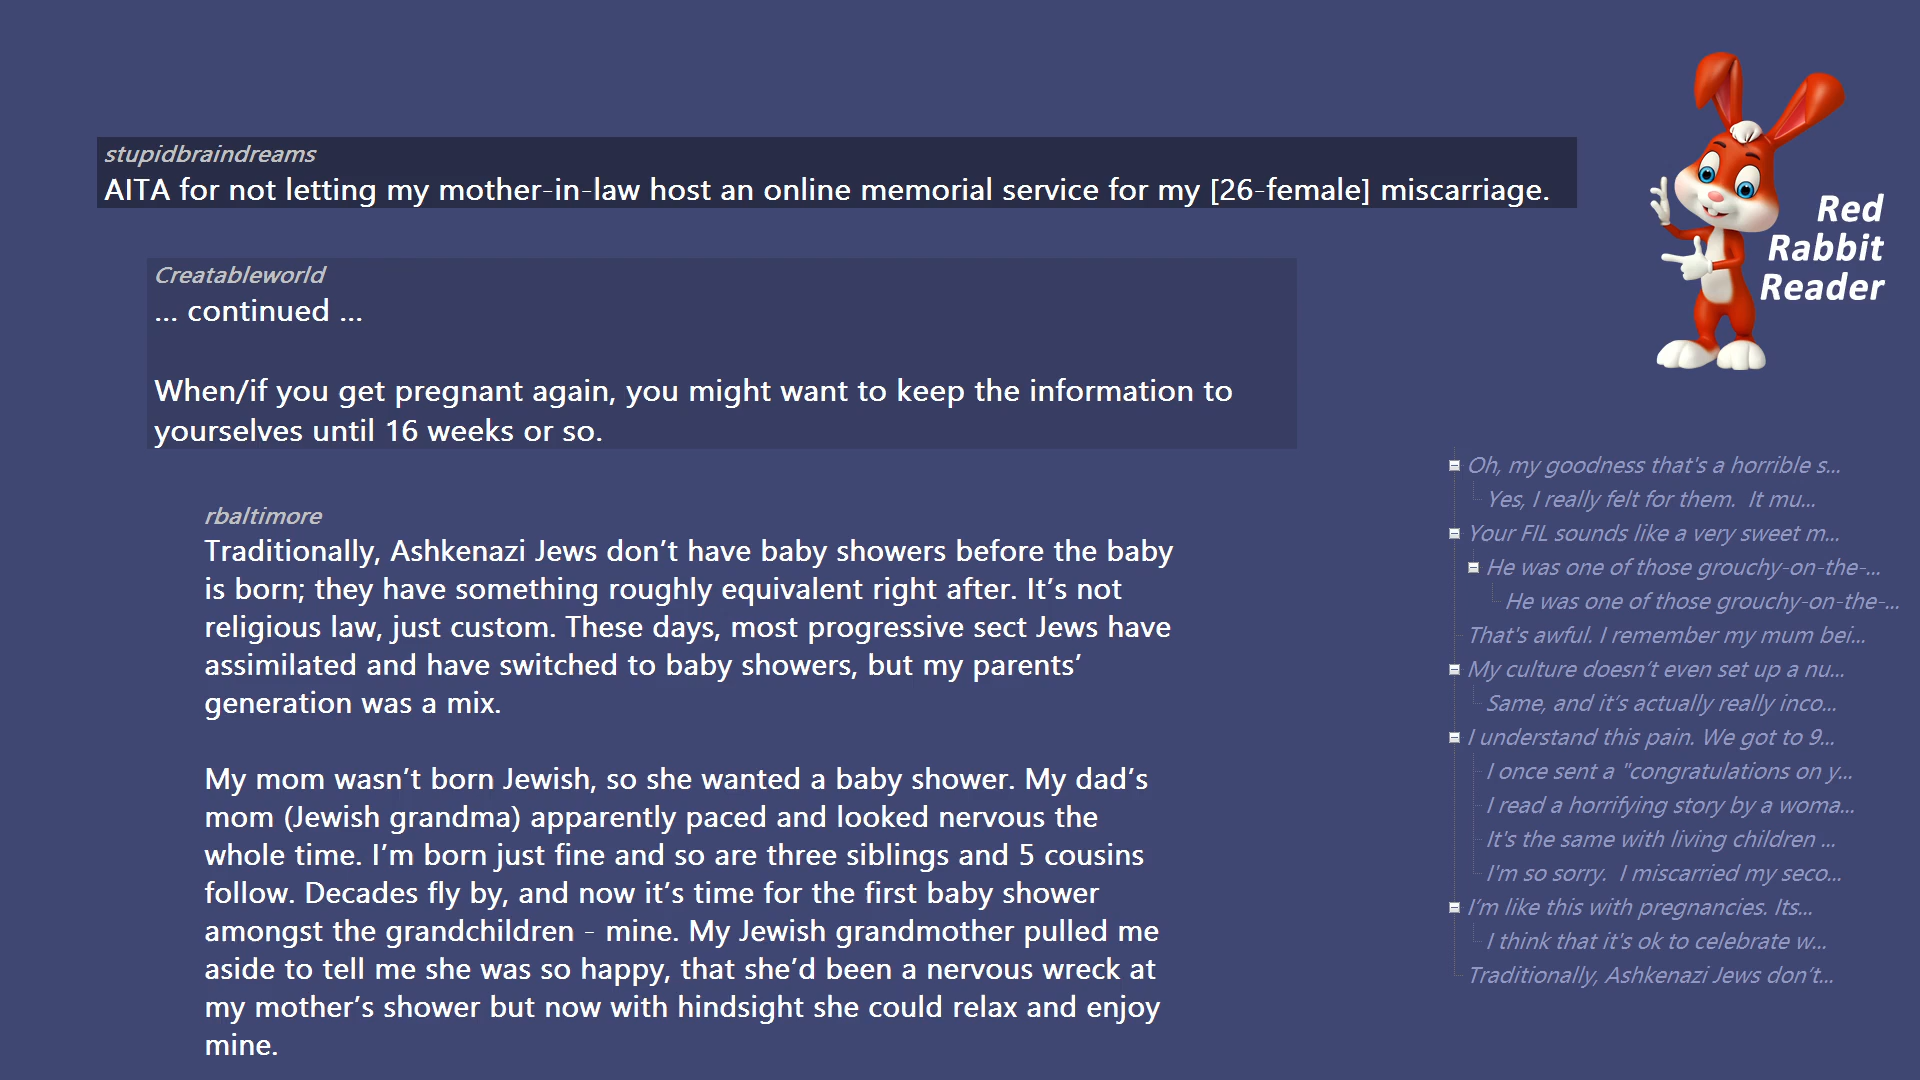 stupidbraindreams
AITA for not letting my mother-in-law host an online memorial service for my [26-female] miscarriage.
Red
Rabbit
Reader
Creatableworld
... continued ...
When/if you get pregnant again, you might want to keep the information to
yourselves until 16 weeks or so.
rbaltimore
Traditionally, Ashkenazi Jews don’t have baby showers before the baby
is born; they have something roughly equivalent right after. It’s not
religious law, just custom. These days, most progressive sect Jews have
assimilated and have switched to baby showers, but my parents’
generation was a mix.
My mom wasn’t born Jewish, so she wanted a baby shower. My dad’s
mom (Jewish grandma) apparently paced and looked nervous the
whole time. I’m born just fine and so are three siblings and 5 cousins
follow. Decades fly by, and now it’s time for the first baby shower
amongst the grandchildren - mine. My Jewish grandmother pulled me
aside to tell me she was so happy, that she’d been a nervous wreck at
my mother’s shower but now with hindsight she could relax and enjoy
mine.
Oh, my goodness that's a horrible s...
Yes, I really felt for them.  It mu...
Your FIL sounds like a very sweet m...
He was one of those grouchy-on-the-...
He was one of those grouchy-on-the-...
That's awful. I remember my mum bei...
My culture doesn’t even set up a nu...
Same, and it’s actually really inco...
I understand this pain. We got to 9...
I once sent a "congratulations on y...
I read a horrifying story by a woma...
It's the same with living children ...
I'm so sorry.  I miscarried my seco...
I’m like this with pregnancies. Its...
I think that it's ok to celebrate w...
Traditionally, Ashkenazi Jews don’t...